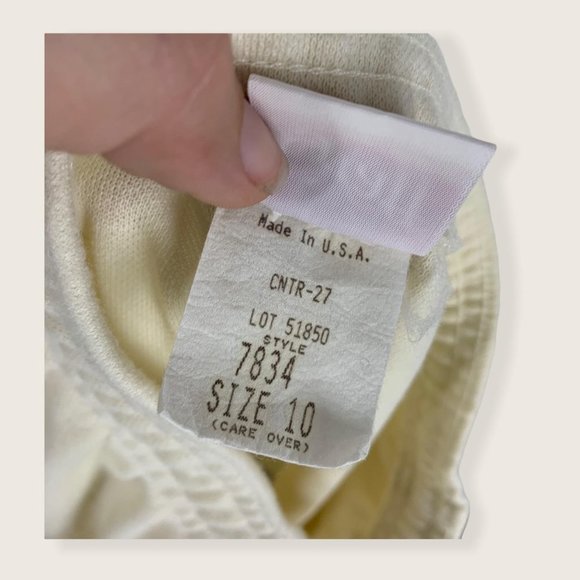 Made In U.S.A.
CNTR-27
LOT 51850
STYLE
7834
SIZE 10
(CARE OVER)